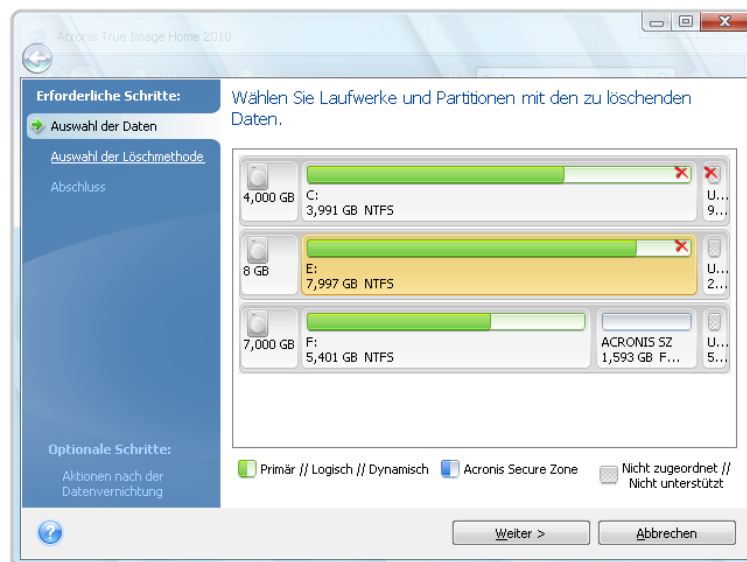 Acronis True Image Home 2010
Erforderliche Schritte:
Auswahl der Daten
Auswahl der Löschmethode
Abschluss
Optionale Schritte:
Aktionen nach der
Datenvernichtung
Wählen Sie Laufwerke und Partitionen mit den zu löschenden
Daten.
4,000 GB
C:
3,991 GB NTFS
U...
9...
8 GB
E:
7,997 GB NTFS
U...
2...
7,000 GB
F:
5,401 GB NTFS
ACRONIS SZ
1,593 GB F...
U...
5...
Primär // Logisch // Dynamisch
Acronis Secure Zone
Nicht zugeordnet //
Nicht unterstützt
Weiter >
Abbrechen